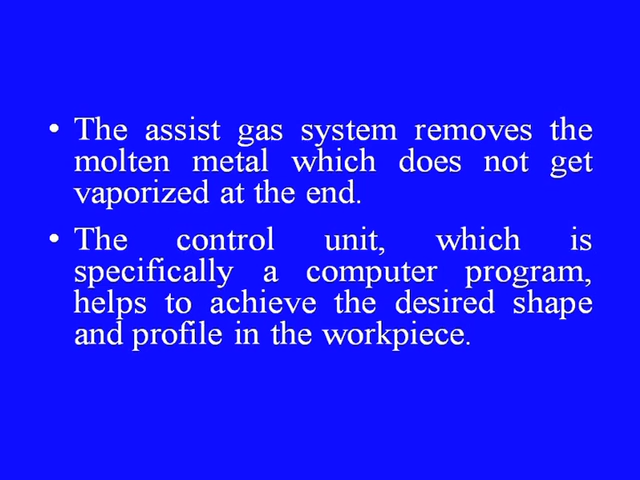 • The assist gas system removes the
molten metal which does not get
vaporized at the end.
• The control unit, which is
specifically a computer program,
helps to achieve the desired shape
and profile in the workpiece.